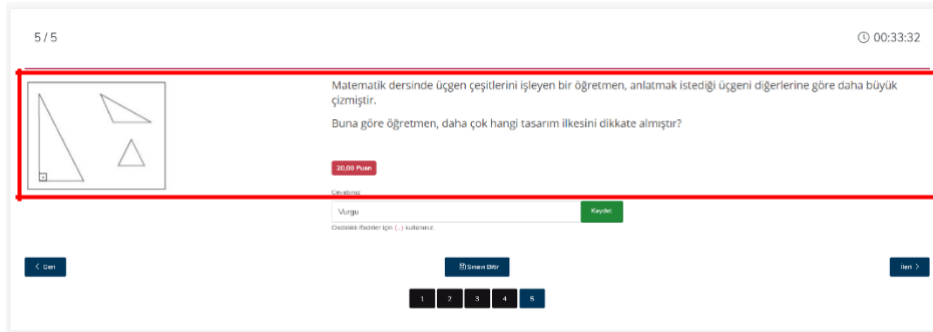 5 / 5
00:33:32
Matematik dersinde üçgen çeşitlerini işleyen bir öğretmen, anlatmak istediği üçgeni diğerlerine göre daha büyük
çizmiştir.
Buna göre öğretmen, daha çok hangi tasarım ilkesini dikkate almıştır?
20,00 Puan
Cevabınız
Vurgu
Kaydet
Ondalıklı ifadeler için (.,) kullanınız.
Geri
Sınavı Bitir
İleri
1 2 3 4 5